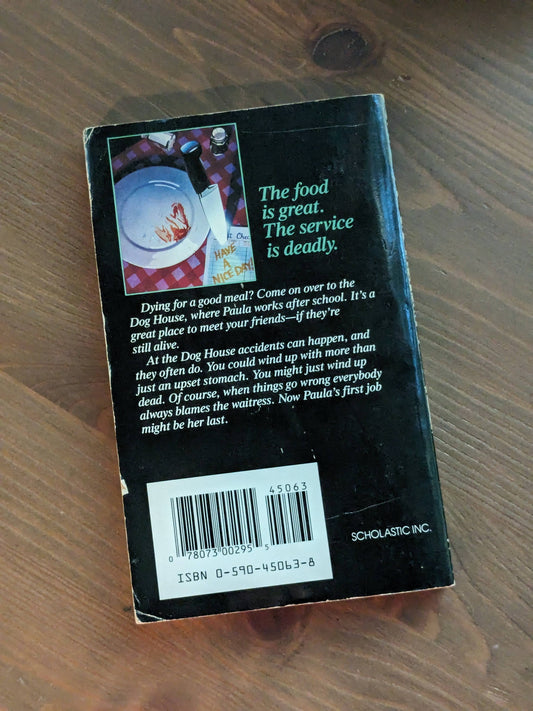 The food
is great.
The service
is deadly.
HAVE
A
NICE DAY!
Dying for a good meal? Come on over to the
Dog House, where Paula works after school. It's a
great place to meet your friends—if they're
still alive.
At the Dog House accidents can happen, and
they often do. You could wind up with more than
just an upset stomach. You might just wind up
dead. Of course, when things go wrong everybody
always blames the waitress. Now Paula's first job
might be her last.
45063
0 78073 00295 5
ISBN 0-590-45063-8
SCHOLASTIC INC.